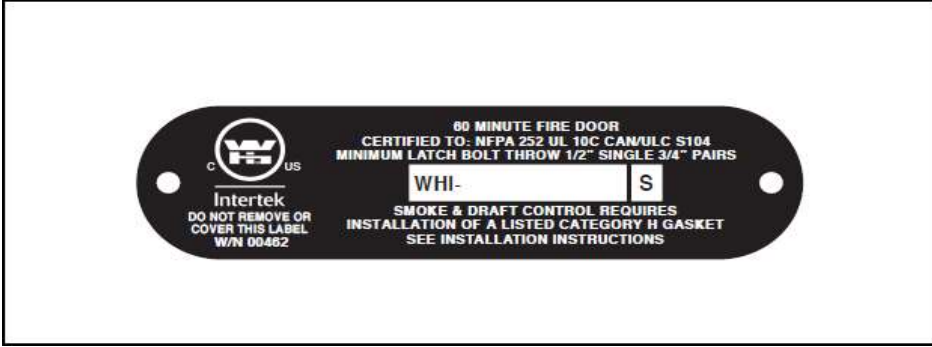 60 MINUTE FIRE DOOR
CERTIFIED TO: NFPA 252 UL 10C CAN/ULC S104
MINIMUM LATCH BOLT THROW 1/2" SINGLE 3/4" PAIRS
WHI- S
SMOKE & DRAFT CONTROL REQUIRES
INSTALLATION OF A LISTED CATEGORY H GASKET
SEE INSTALLATION INSTRUCTIONS
WH
C US
Intertek
DO NOT REMOVE OR
COVER THIS LABEL
W/N 00462